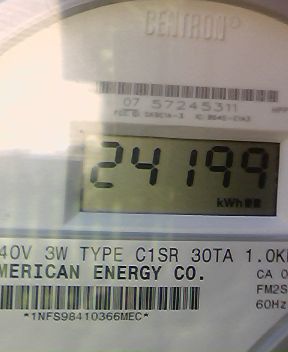 CENTRON
07 57245311
24199
kWh
40V 3W TYPE C1SR 30TA 1.0K
MERICAN ENERGY CO.
CA 0
FM2S
60Hz
*1NFS98410366MEC*